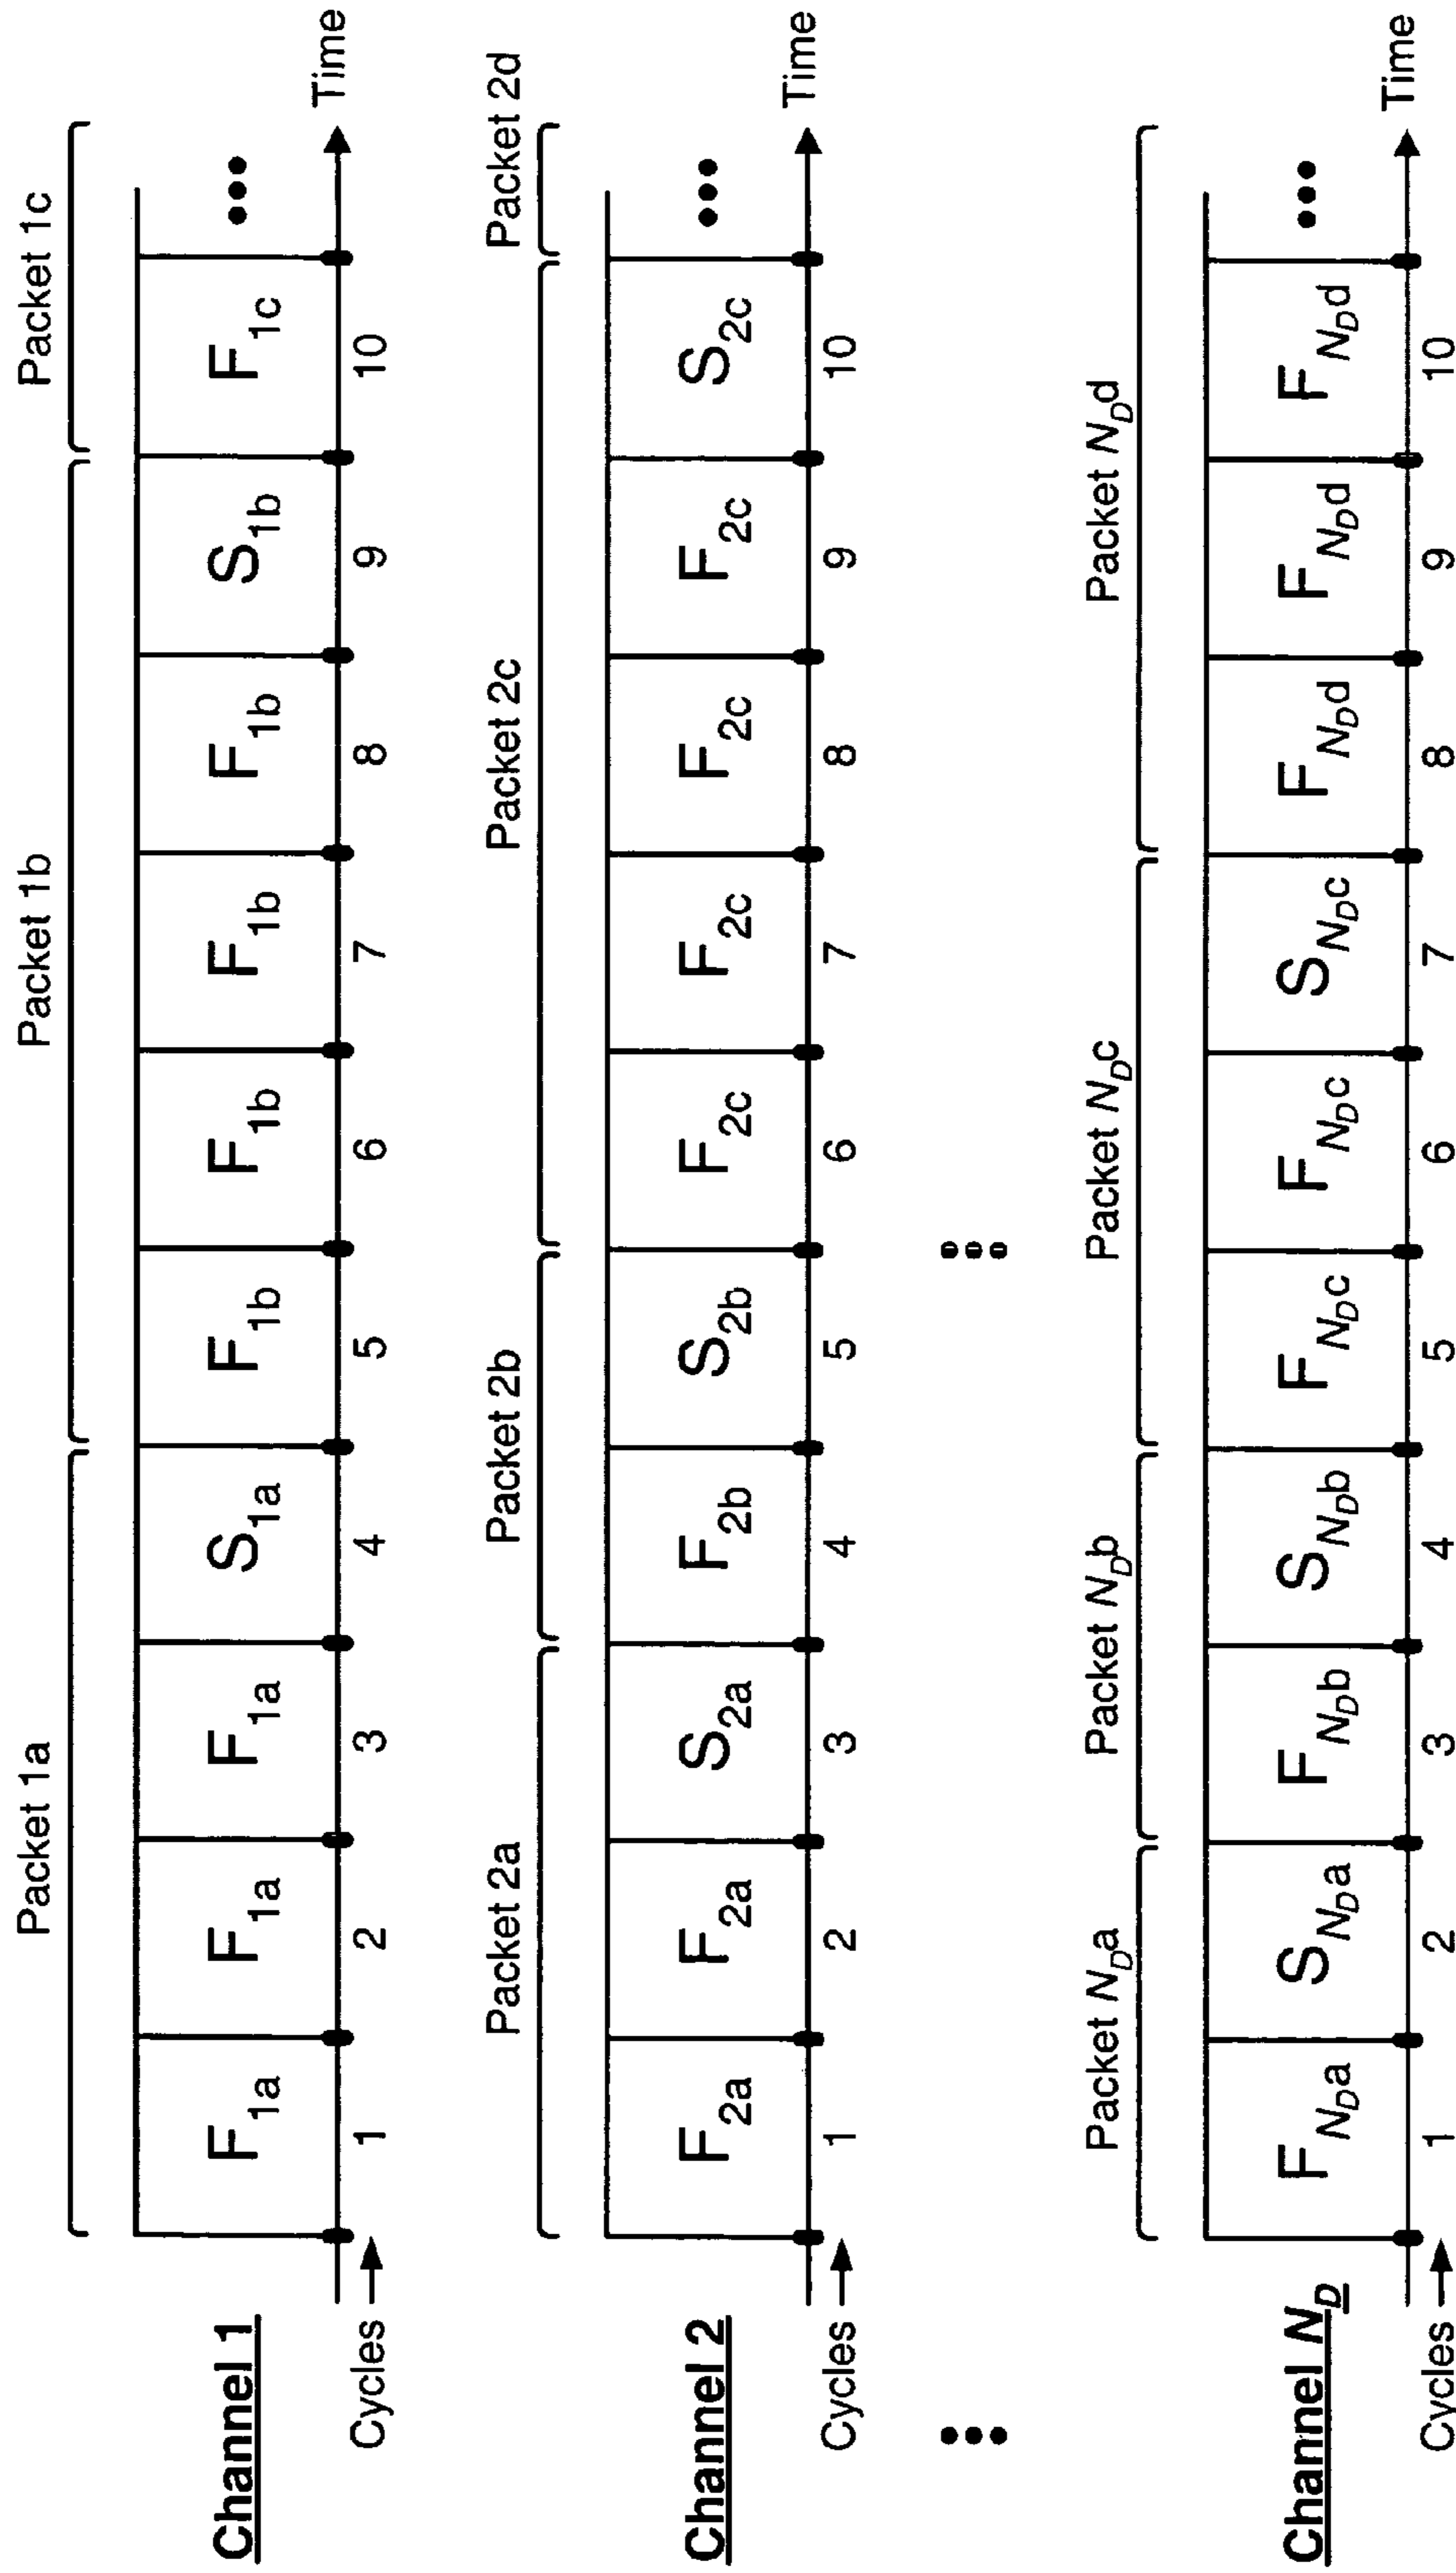 Packet 1a Packet 1b Packet 1c
F1a F1a F1a S1a F1b F1b F1b F1b S1b F1c •••
Channel 1
Time
Cycles 1 2 3 4 5 6 7 8 9 10
Packet 2a Packet 2b Packet 2c Packet 2d
F2a F2a S2a F2b S2b F2c F2c F2c F2c S2c •••
Channel 2
Time
Cycles 1 2 3 4 5 6 7 8 9 10
Packet NDa Packet NDb Packet NDc Packet NDd
FNDa SNDa FNDb SNDb FNDc FNDc SNDc FNDd FNDd FNDd •••
Channel ND
Time
Cycles 1 2 3 4 5 6 7 8 9 10